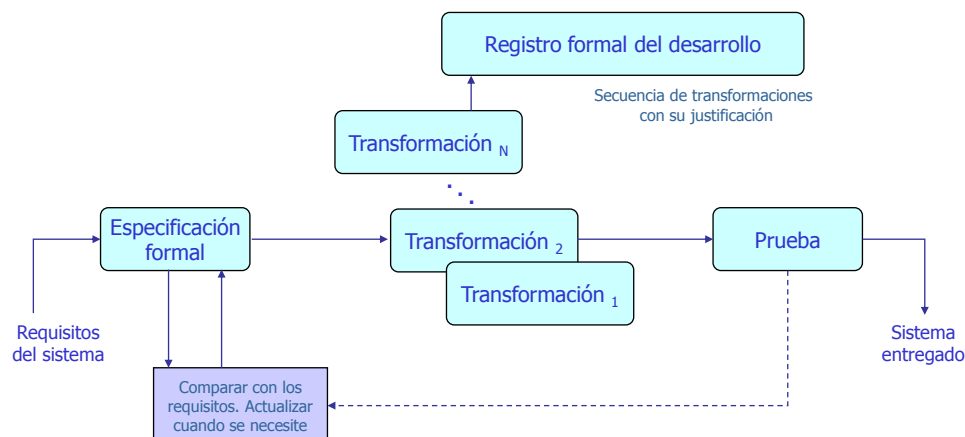 Registro formal del desarrollo
Secuencia de transformaciones
con su justificación
Transformación N
...
Especificación
formal
Transformación 2
Prueba
Transformación 1
Requisitos
del sistema
Sistema
entregado
Comparar con los
requisitos. Actualizar
cuando se necesite